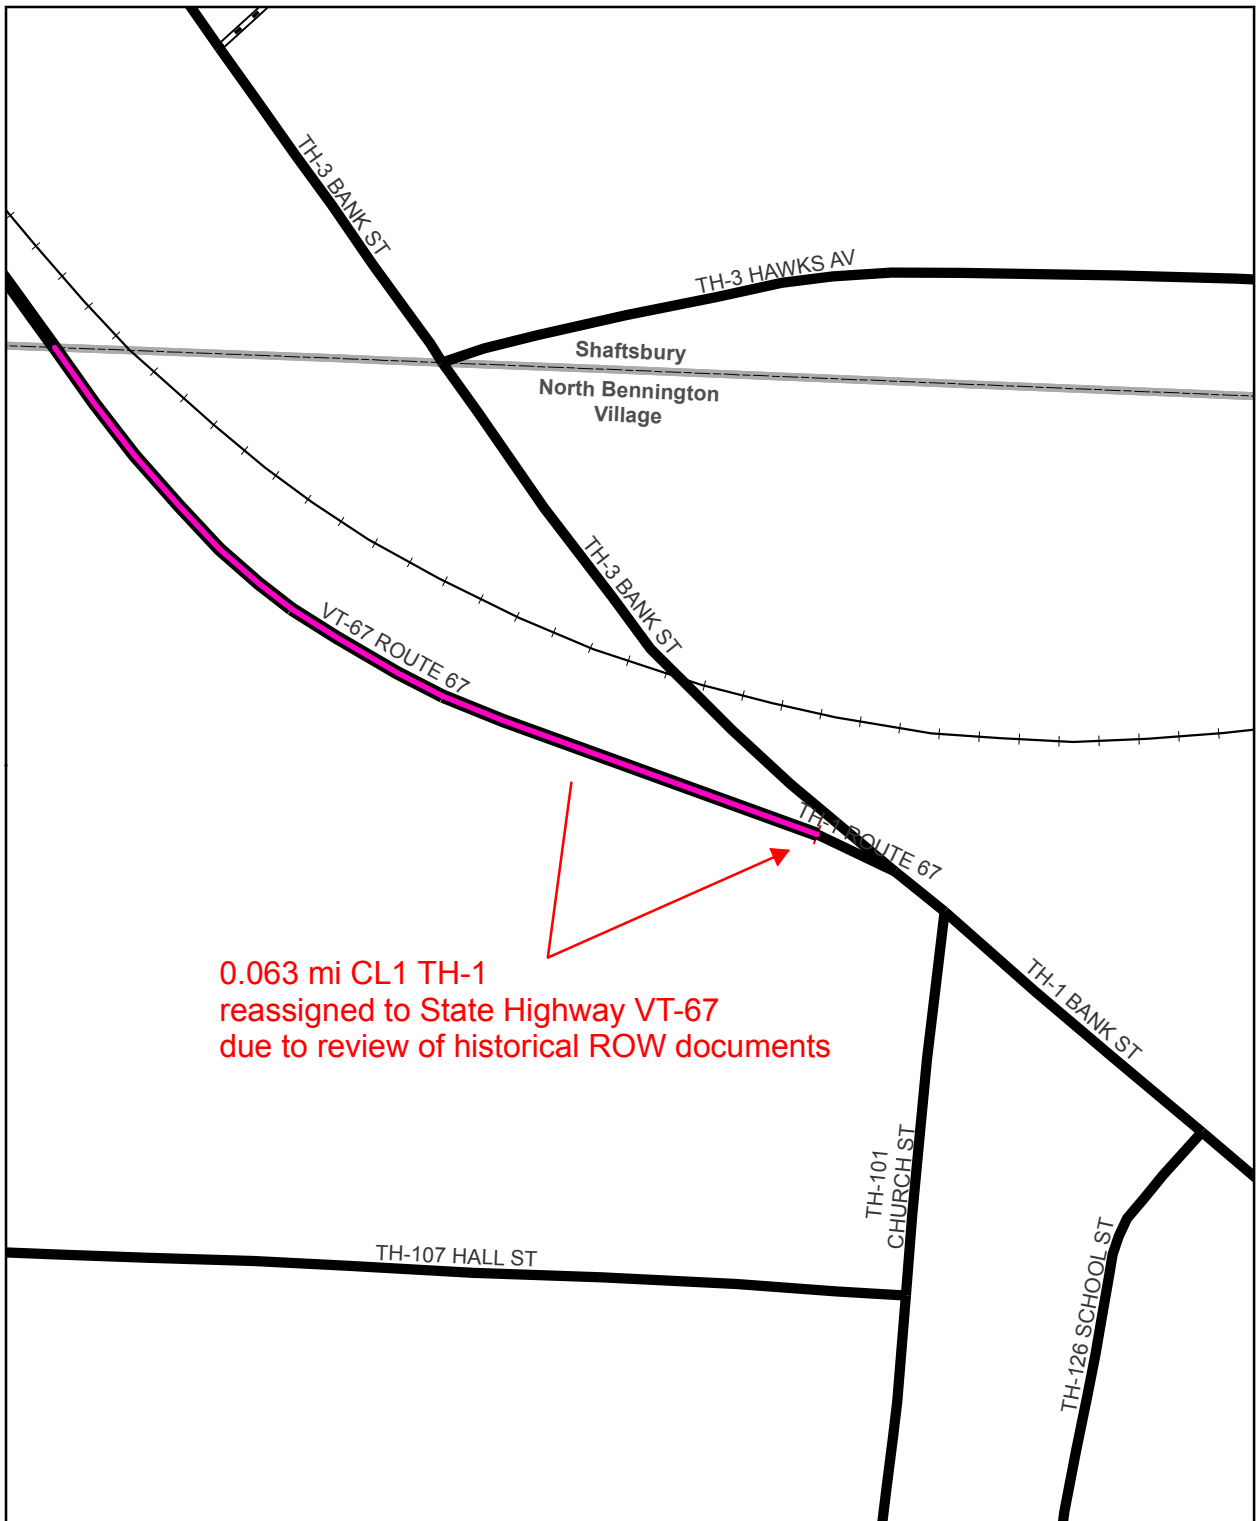 TH-3 BANK ST
TH-3 HAWKS AV
Shaftsbury
North Bennington
Village
TH-3 BANK ST
VT-67 ROUTE 67
TH-1 ROUTE 67
0.063 mi CL1 TH-1
reassigned to State Highway VT-67
due to review of historical ROW documents
TH-1 BANK ST
TH-101
CHURCH ST
TH-107 HALL ST
TH-126 SCHOOL ST